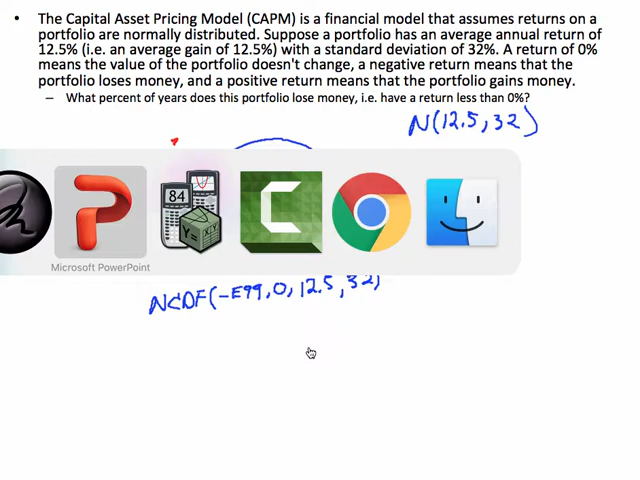 • The Capital Asset Pricing Model (CAPM) is a financial model that assumes returns on a
portfolio are normally distributed. Suppose a portfolio has an average annual return of
12.5% (i.e. an average gain of 12.5%) with a standard deviation of 32%. A return of 0%
means the value of the portfolio doesn't change, a negative return means that the
portfolio loses money, and a positive return means that the portfolio gains money.
– What percent of years does this portfolio lose money, i.e. have a return less than 0%?
N(12.5, 32)
84
Y= X/Y
Microsoft PowerPoint
NCDF(-E99, 0, 12.5, 32)